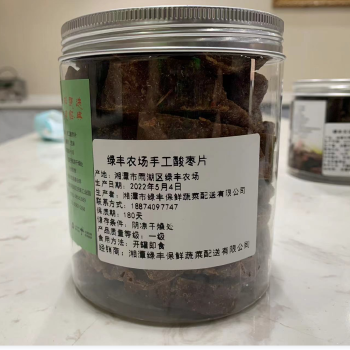 绿丰农场手工酸枣片
产地：湘潭市雨湖区绿丰农场
生产日期：2022年5月4日
生产厂家：湘潭市绿丰保鲜蔬菜配送有限公司
联系方式：18874097747
保质期：180天
储存条件：阴凉干燥处
产品质量等级：一级
食用方法：开罐即食
经销商：湘潭绿丰保鲜蔬菜配送有限公司